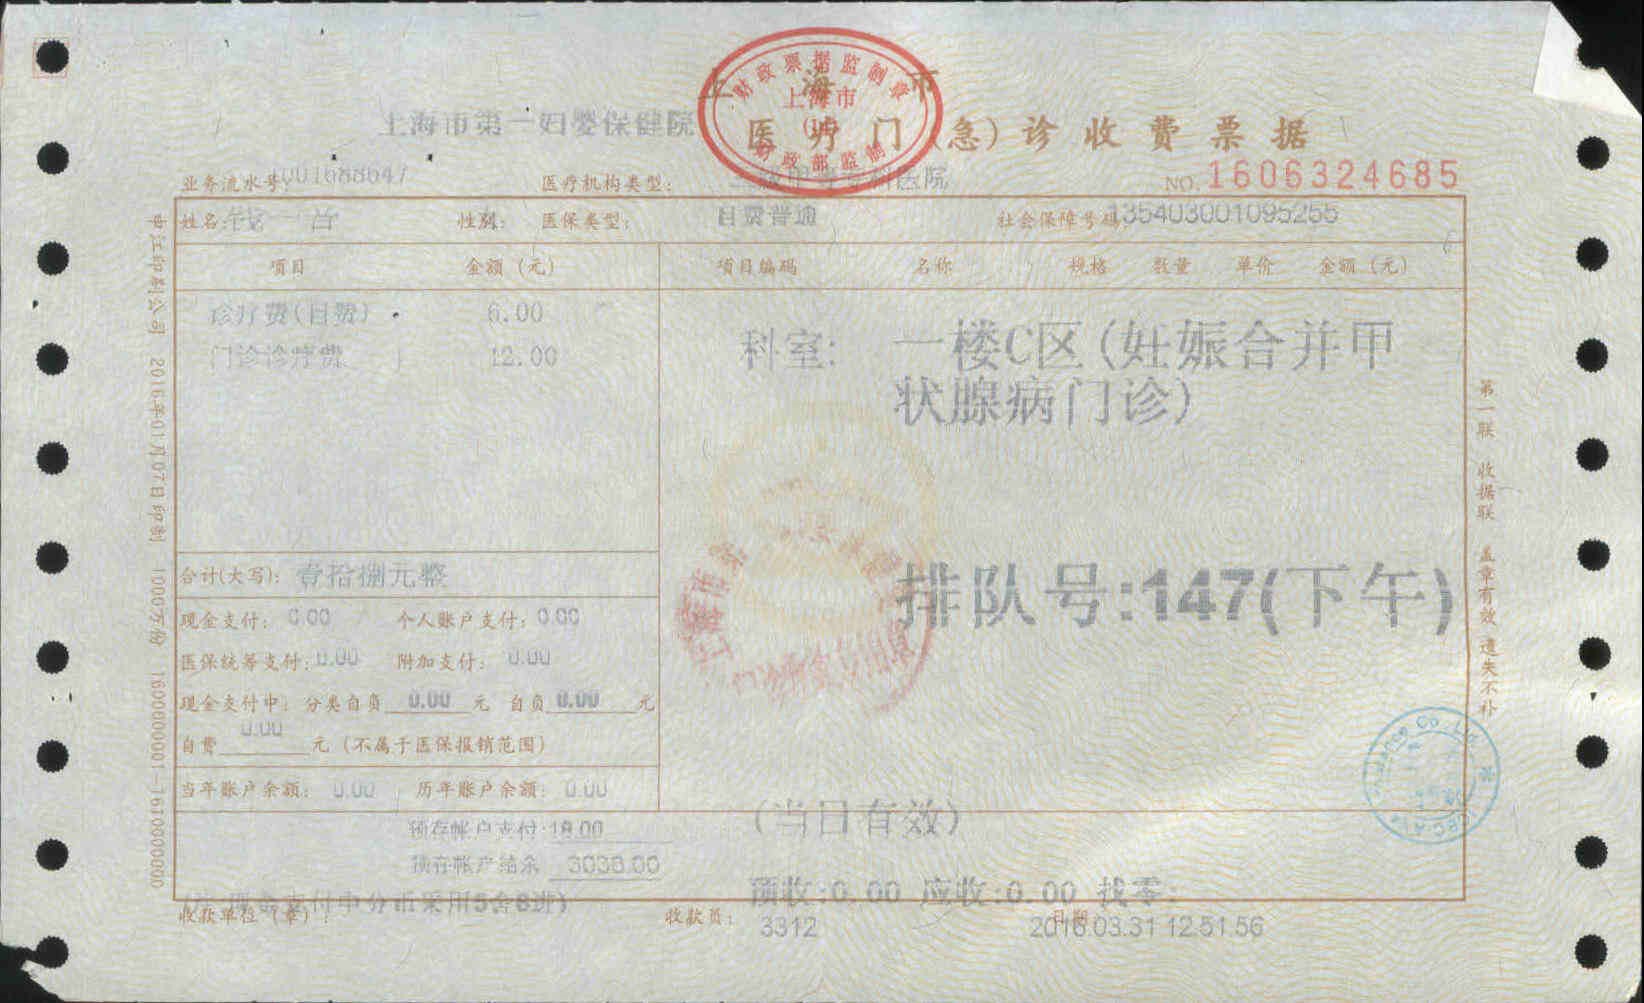 上海市
财政票据监制章
上海市
财政部监制
上海市第一妇婴保健院
医疗门(急)诊收费票据
业务流水号: 医疗机构类型: NO. 1606324685
姓名: 性别: 医保类型: 自费普通 社会保障号码: 135403001095255
项目 金额(元) 项目编码 名称 规格 数量 单价 金额(元)
诊疗费(自费) 6.00
门诊诊疗费 12.00
科室: 一楼C区(妊娠合并甲
状腺病门诊)
排队号:147(下午)
合计(大写): 壹拾捌元整
现金支付: 0.00 个人账户支付: 0.00
医保统筹支付: 0.00 附加支付: 0.00
现金支付中: 分类自负 0.00 元 自负 0.00 元
自费 0.00 元 (不属于医保报销范围)
当年账户余额: 0.00 历年账户余额: 0.00
预存帐户支付:18.00
(当日有效)
预存帐户结余 3038.00
预收:0.00 应收:0.00 找零:
(注:现金支付中分币采用5舍6进)
收款单位(章): 收款员: 3312 日期: 2016.03.31 12.51.56
2016年01月07日印制 1000万份 1606000001—1610000000
第一联 收据联 盖章有效 遗失不补